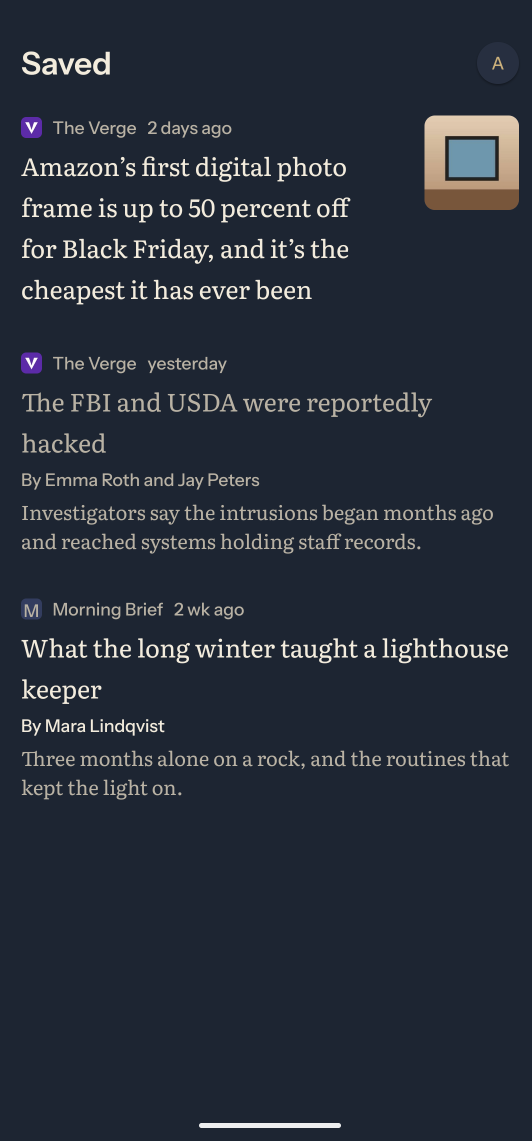 Saved
A
V The Verge 2 days ago
Amazon’s first digital photo
frame is up to 50 percent off
for Black Friday, and it’s the
cheapest it has ever been
V The Verge yesterday
The FBI and USDA were reportedly
hacked
By Emma Roth and Jay Peters
Investigators say the intrusions began months ago
and reached systems holding staff records.
M Morning Brief 2 wk ago
What the long winter taught a lighthouse
keeper
By Mara Lindqvist
Three months alone on a rock, and the routines that
kept the light on.